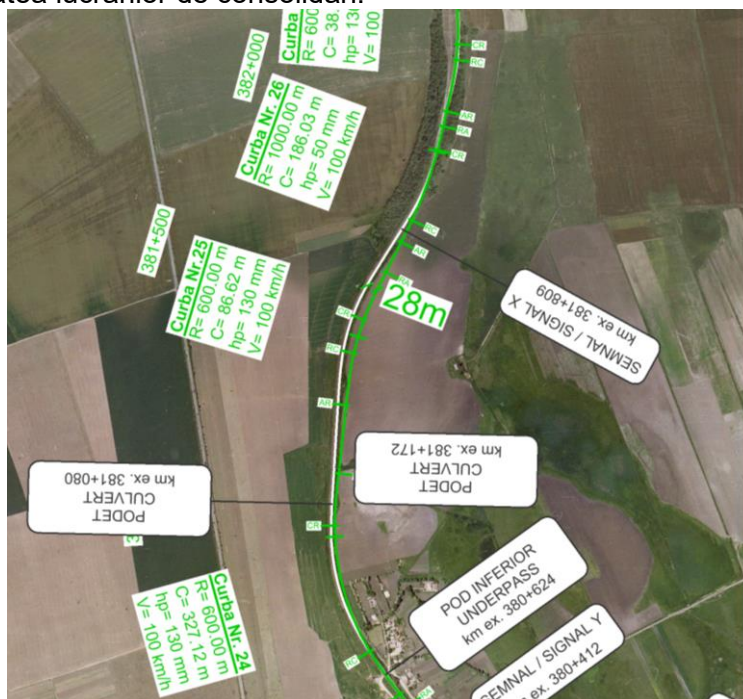 Curba
R= 600
C= 38.
hp= 13
V= 100
382+000
Curba Nr. 26
R= 1000.00 m
C= 186.03 m
hp= 50 mm
V= 100 km/h
CR
RC
AR
RA
CR
381+500
Curba Nr.25
R= 600.00 m
C= 86.62 m
hp= 130 mm
V= 100 km/h
RC
AR
RA
28m
SEMNAL / SIGNAL X
km ex. 381+809
CR
RC
AR
PODET
CULVERT
km ex. 381+080
PODET
CULVERT
km ex. 381+172
CR
Curba Nr. 24
R= 600.00 m
C= 327.12 m
hp= 130 mm
V= 100 km/h
POD INFERIOR
UNDERPASS
km ex. 380+624
RC
RA
SEMNAL / SIGNAL Y
ex. 380+412